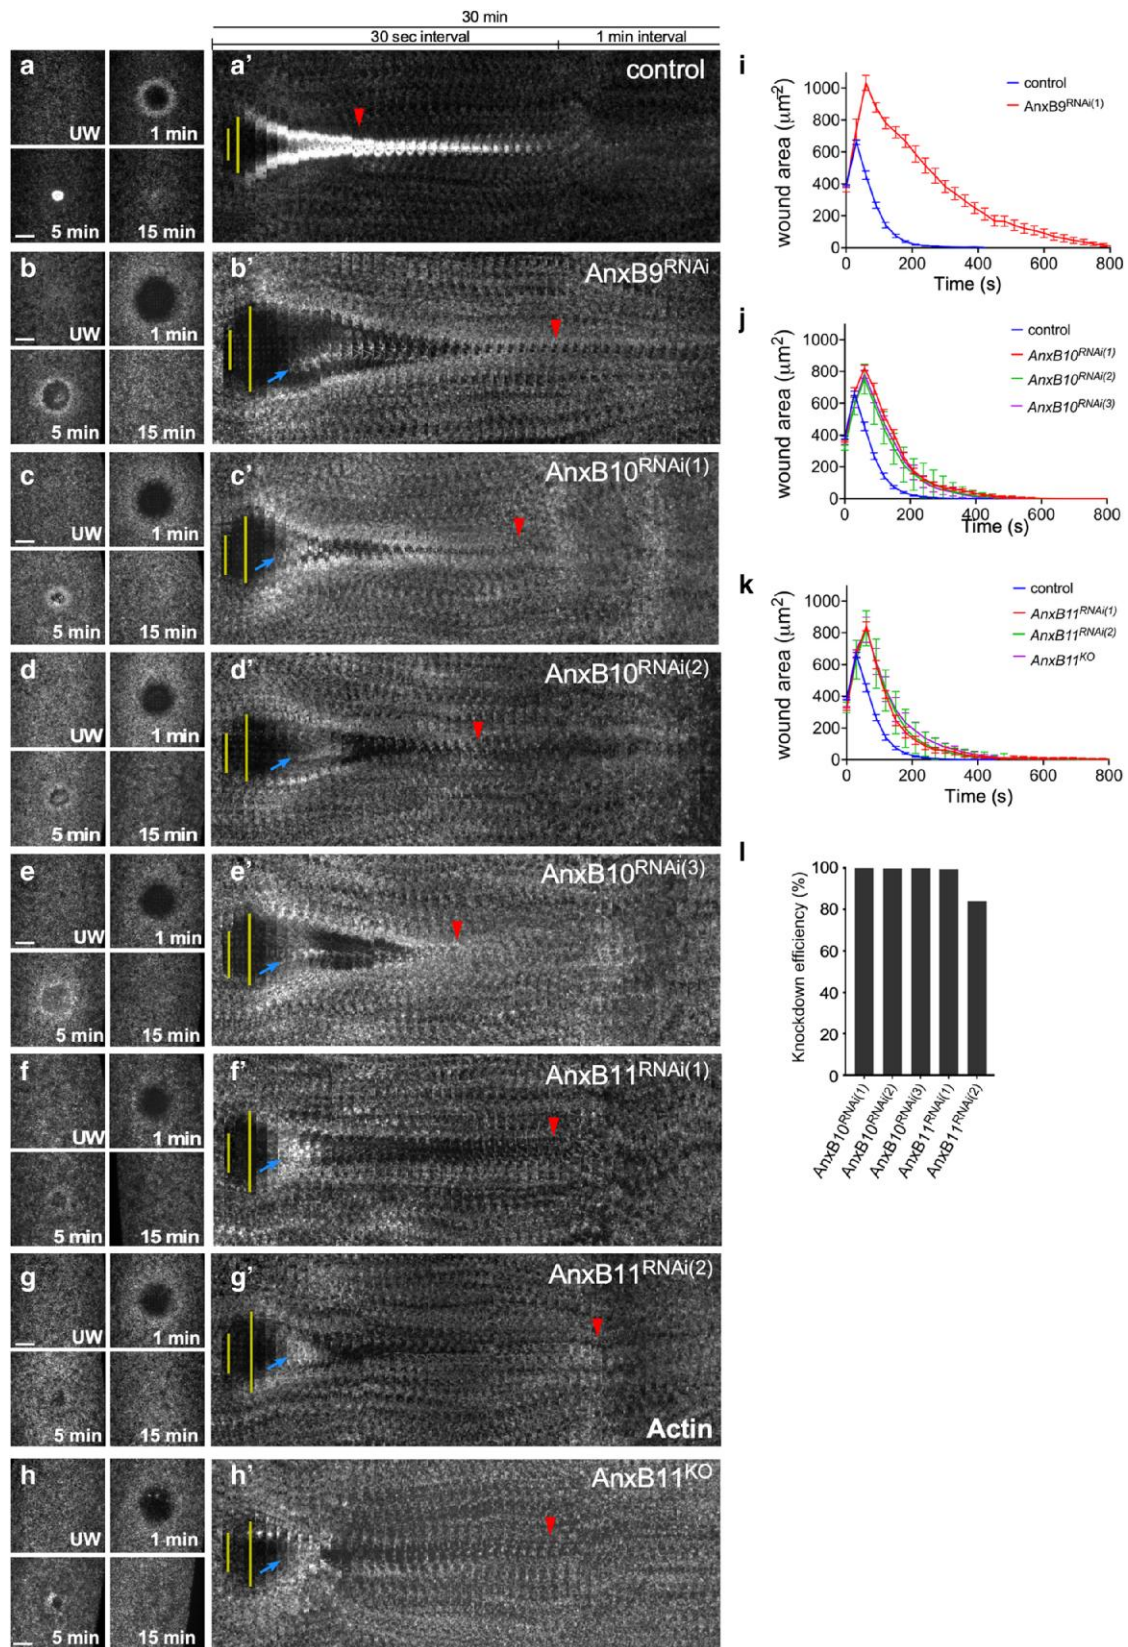 30 min
30 sec interval 1 min interval
a
UW
1 min
5 min
15 min
a' control
b
UW
1 min
5 min
15 min
b' AnxB9RNAi
c
UW
1 min
5 min
15 min
c' AnxB10RNAi(1)
d
UW
1 min
5 min
15 min
d' AnxB10RNAi(2)
e
UW
1 min
5 min
15 min
e' AnxB10RNAi(3)
f
UW
1 min
5 min
15 min
f' AnxB11RNAi(1)
g
UW
1 min
5 min
15 min
g' AnxB11RNAi(2)
Actin
h
UW
1 min
5 min
15 min
h' AnxB11KO
i
control
AnxB9RNAi(1)
wound area (µm2)
1000
800
600
400
200
0
0 200 400 600 800
Time (s)
j
control
AnxB10RNAi(1)
AnxB10RNAi(2)
AnxB10RNAi(3)
wound area (µm2)
1000
800
600
400
200
0
0 200 400 600 800
Time (s)
k
control
AnxB11RNAi(1)
AnxB11RNAi(2)
AnxB11KO
wound area (µm2)
1000
800
600
400
200
0
0 200 400 600 800
Time (s)
l
Knockdown efficiency (%)
100
80
60
40
20
0
AnxB10RNAi(1)
AnxB10RNAi(2)
AnxB10RNAi(3)
AnxB11RNAi(1)
AnxB11RNAi(2)